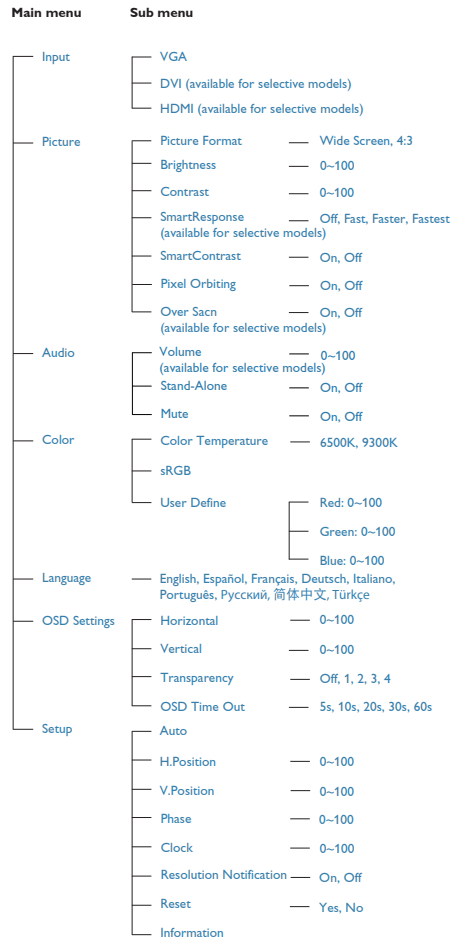 Main menu Sub menu
Input VGA
DVI (available for selective models)
HDMI (available for selective models)
Picture Picture Format Wide Screen, 4:3
Brightness 0~100
Contrast 0~100
SmartResponse Off, Fast, Faster, Fastest
(available for selective models)
SmartContrast On, Off
Pixel Orbiting On, Off
Over Sacn On, Off
(available for selective models)
Audio Volume 0~100
(available for selective models)
Stand-Alone On, Off
Mute On, Off
Color Color Temperature 6500K, 9300K
sRGB
User Define Red: 0~100
Green: 0~100
Blue: 0~100
Language English, Español, Français, Deutsch, Italiano,
Português, Русский, 简体中文, Türkçe
OSD Settings Horizontal 0~100
Vertical 0~100
Transparency Off, 1, 2, 3, 4
OSD Time Out 5s, 10s, 20s, 30s, 60s
Setup Auto
H.Position 0~100
V.Position 0~100
Phase 0~100
Clock 0~100
Resolution Notification On, Off
Reset Yes, No
Information